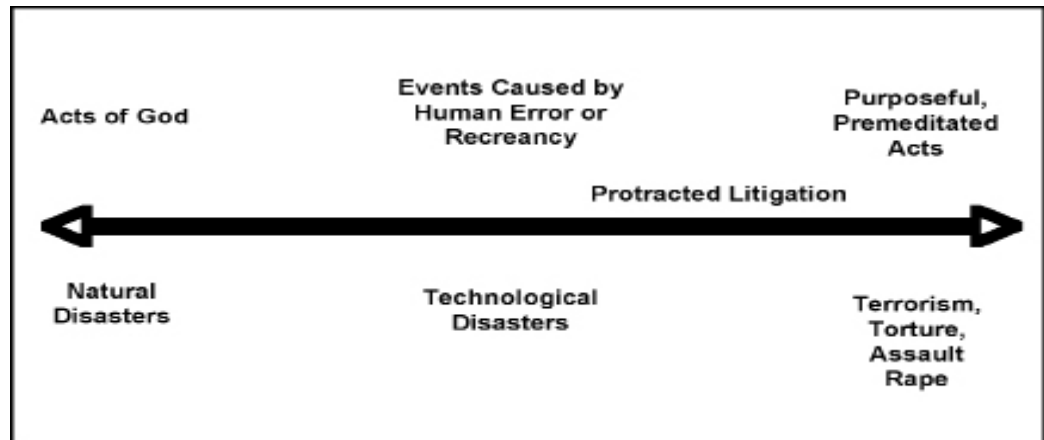 Acts of God
Events Caused by
Human Error or
Recreancy
Purposeful,
Premeditated
Acts
Protracted Litigation
Natural
Disasters
Technological
Disasters
Terrorism,
Torture,
Assault
Rape